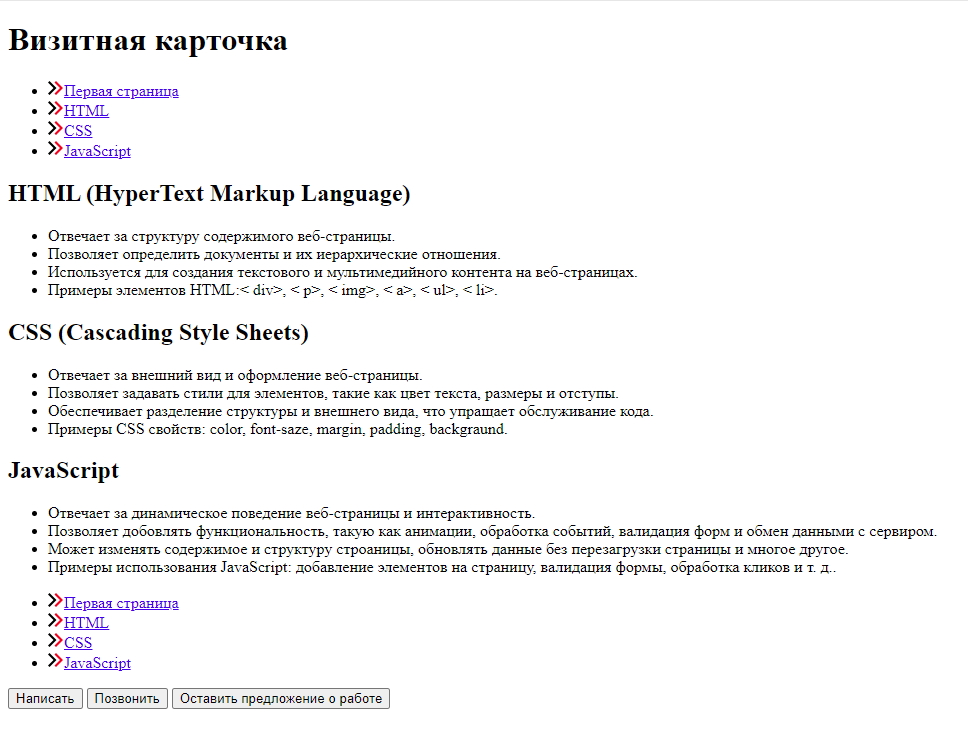 Визитная карточка
Первая страница
HTML
CSS
JavaScript
HTML (HyperText Markup Language)
Отвечает за структуру содержимого веб-страницы.
Позволяет определить документы и их иерархические отношения.
Используется для создания текстового и мультимедийного контента на веб-страницах.
Примеры элементов HTML:< div>, < p>, < img>, < a>, < ul>, < li>.
CSS (Cascading Style Sheets)
Отвечает за внешний вид и оформление веб-страницы.
Позволяет задавать стили для элементов, такие как цвет текста, размеры и отступы.
Обеспечивает разделение структуры и внешнего вида, что упращает обслуживание кода.
Примеры CSS свойств: color, font-saze, margin, padding, backgraund.
JavaScript
Отвечает за динамическое поведение веб-страницы и интерактивность.
Позволяет добовлять функциональность, такую как анимации, обработка событий, валидация форм и обмен данными с сервиром.
Может изменять содержимое и структуру строаницы, обновлять данные без перезагрузки страницы и многое другое.
Примеры использования JavaScript: добавление элементов на страницу, валидация формы, обработка кликов и т. д..
Первая страница
HTML
CSS
JavaScript
Написать Позвонить Оставить предложение о работе